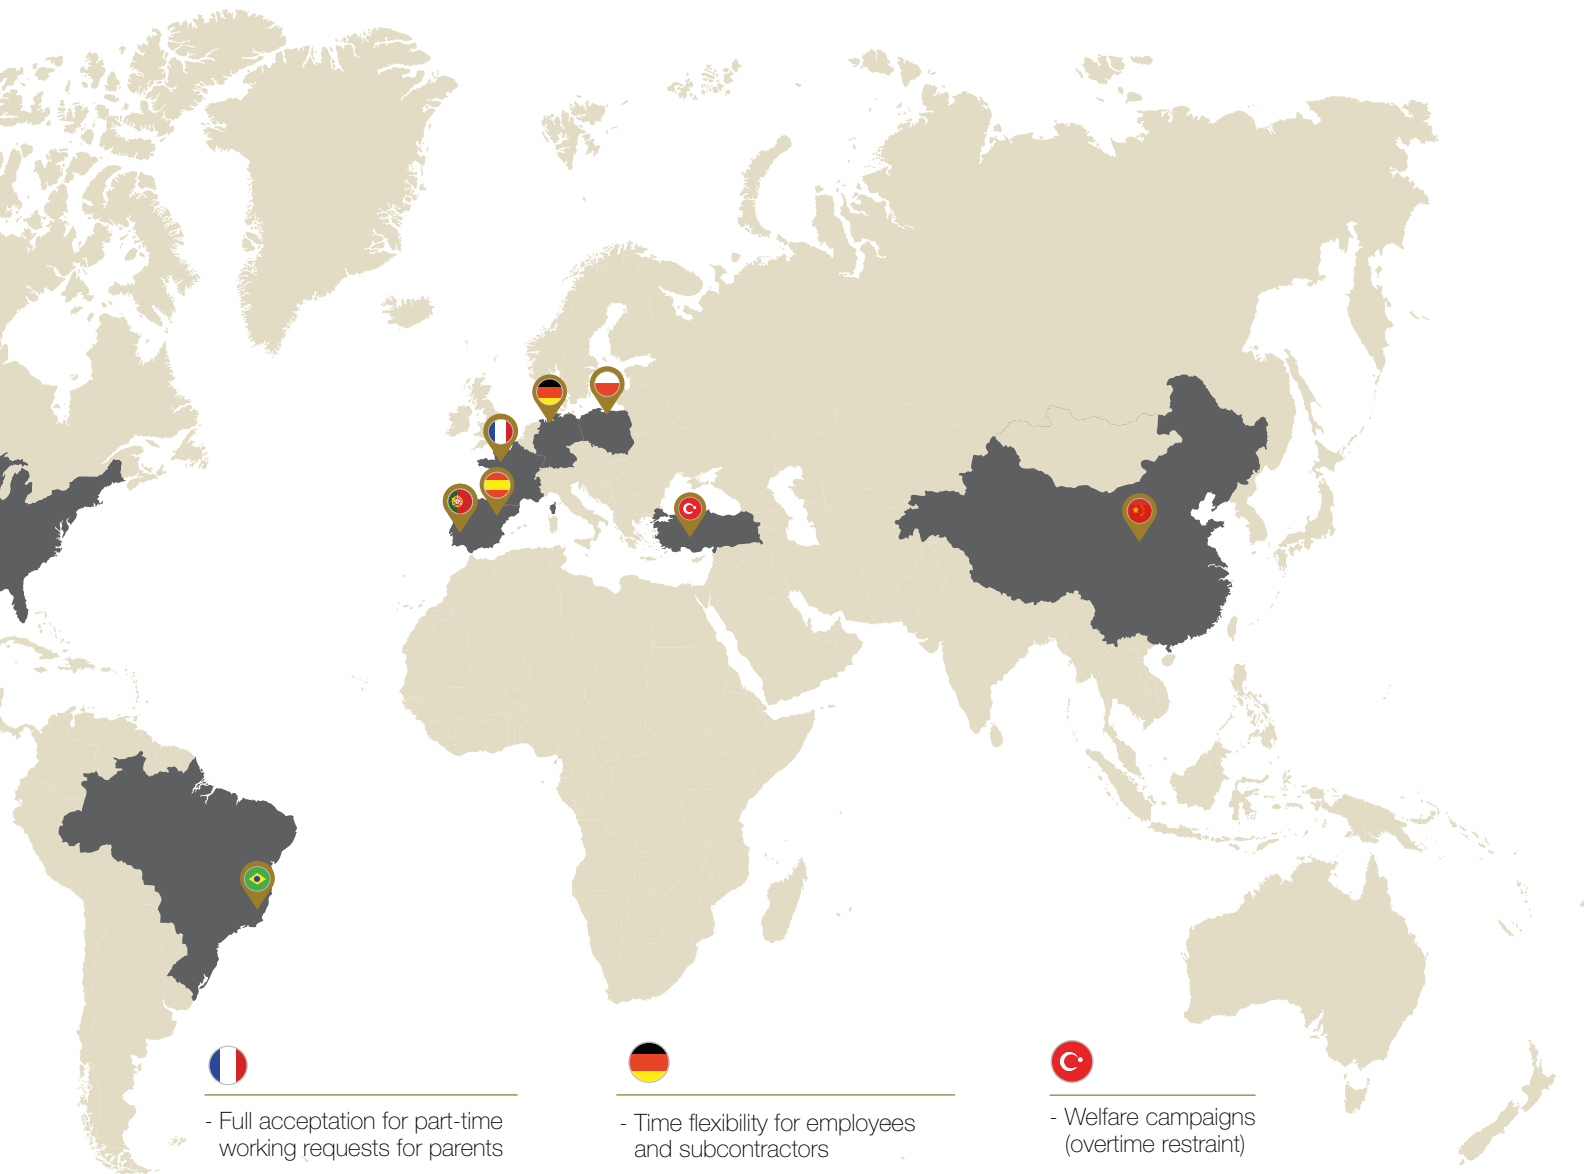 - Full acceptation for part-time
working requests for parents
- Time flexibility for employees
and subcontractors
- Welfare campaigns
(overtime restraint)